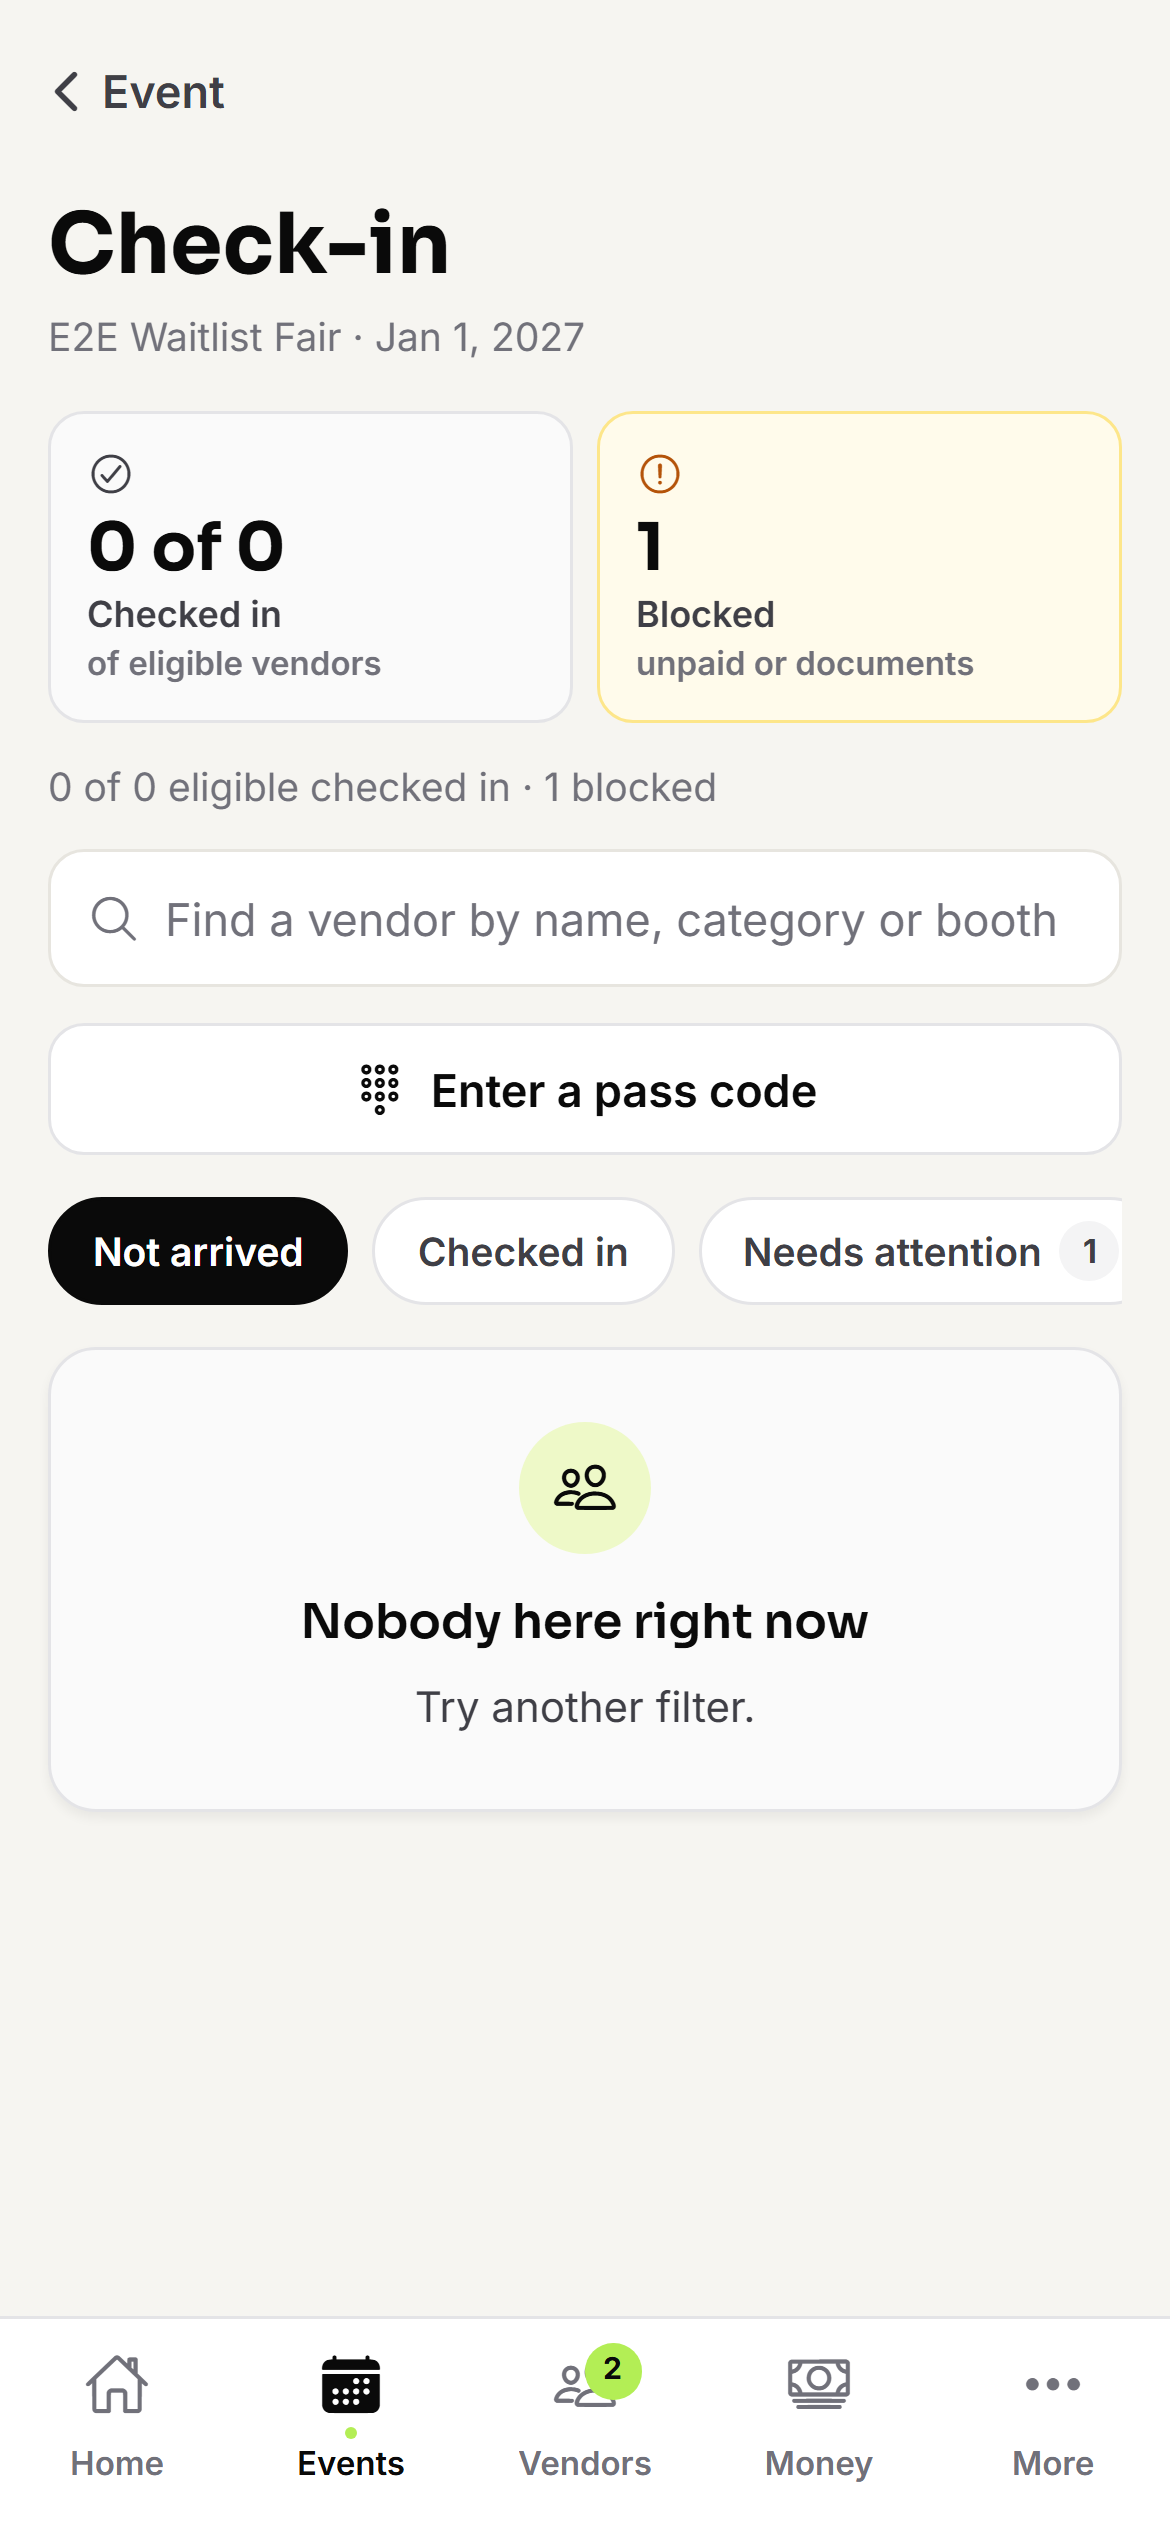 Event
Check-in
E2E Waitlist Fair · Jan 1, 2027
0 of 0
Checked in
of eligible vendors
1
Blocked
unpaid or documents
0 of 0 eligible checked in · 1 blocked
Find a vendor by name, category or booth
Enter a pass code
Not arrived
Checked in
Needs attention 1
Nobody here right now
Try another filter.
2
Home
Events
Vendors
Money
More